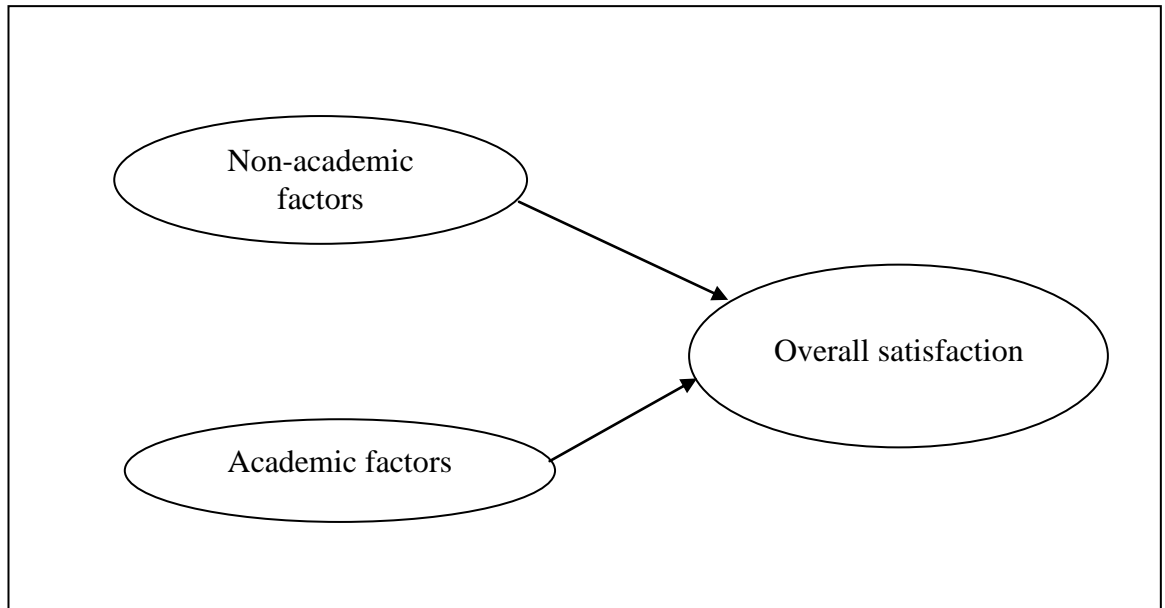 Non-academic
factors
Overall satisfaction
Academic factors